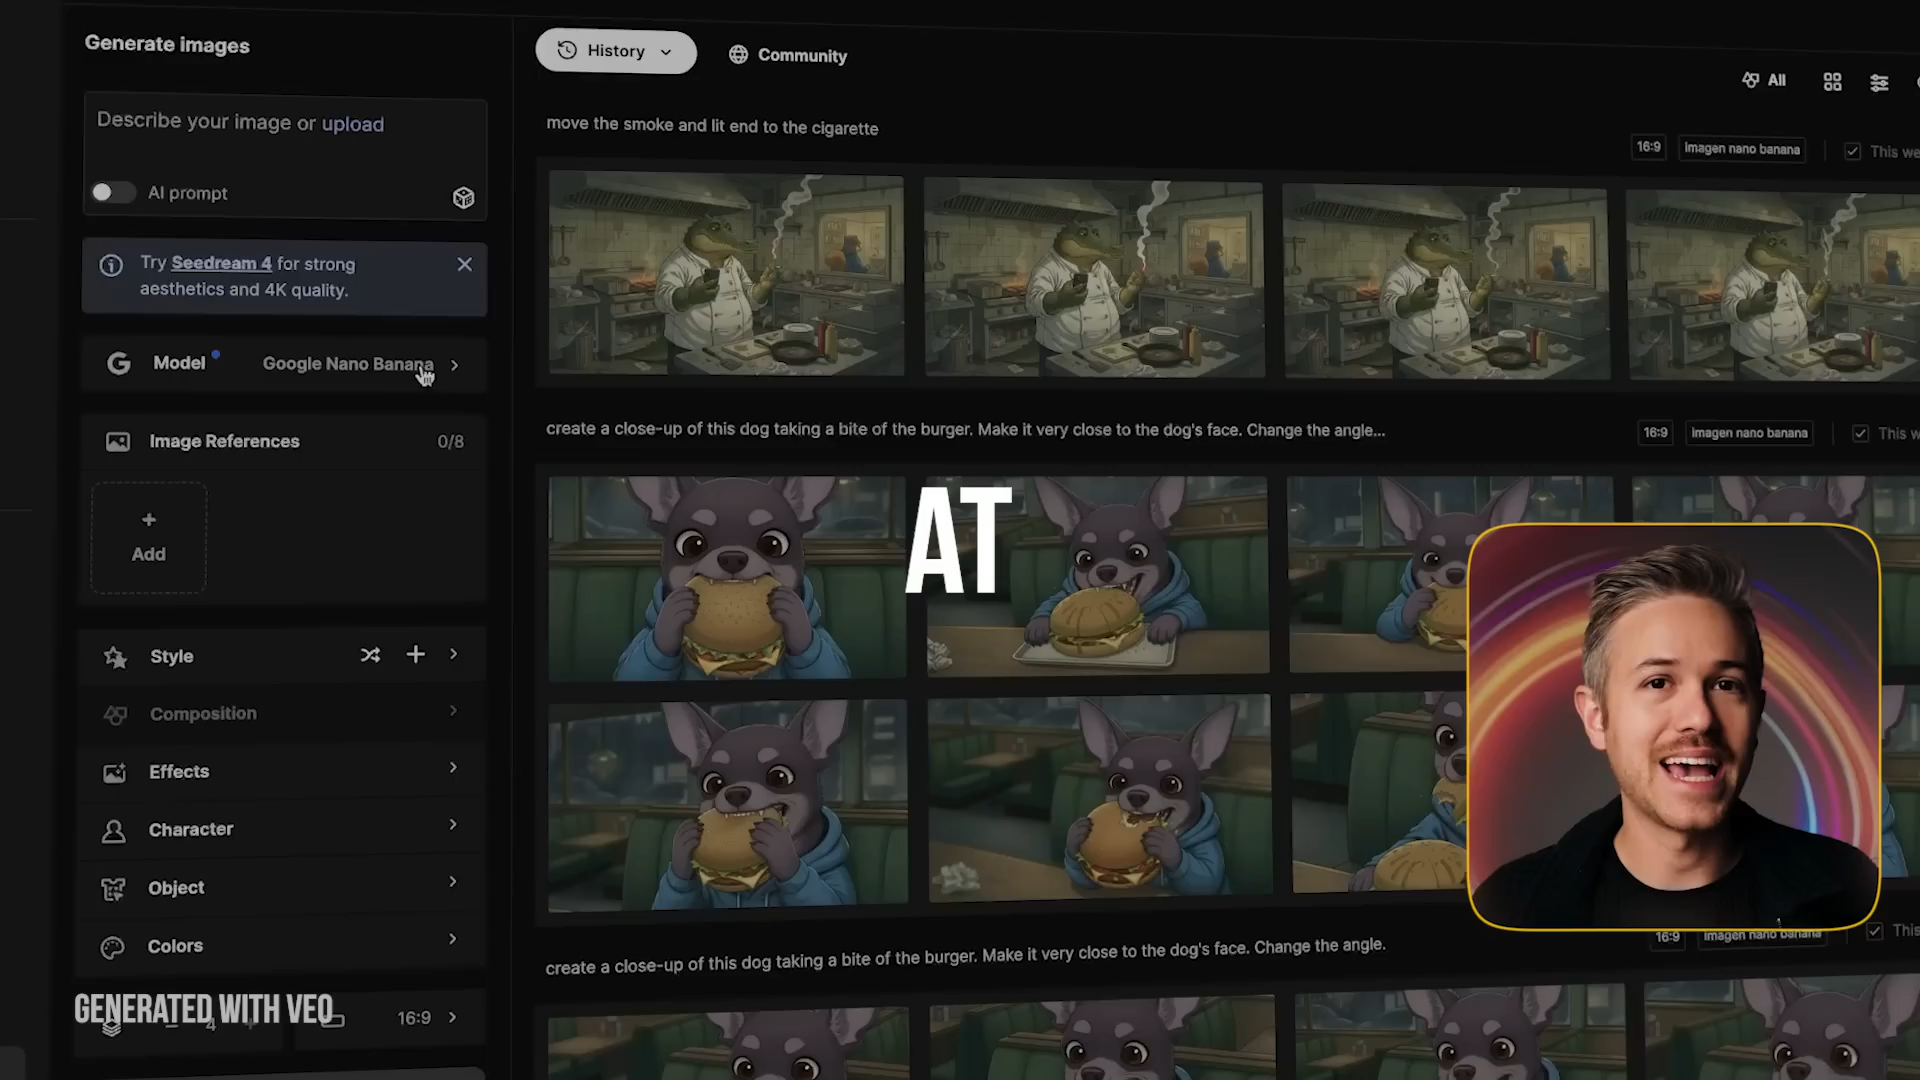 Generate images
Describe your image or upload
AI prompt
Try Seedream 4 for strong
aesthetics and 4K quality.
Model
Google Nano Banana
Image References
0/8
+
Add
Style
Composition
Effects
Character
Object
Colors
GENERATED WITH VEO
4
16:9
History
Community
All
move the smoke and lit end to the cigarette
16:9
imagen nano banana
This we
create a close-up of this dog taking a bite of the burger. Make it very close to the dog's face. Change the angle...
16:9
imagen nano banana
This w
AT
create a close-up of this dog taking a bite of the burger. Make it very close to the dog's face. Change the angle.
16:9
imagen nano banana
This